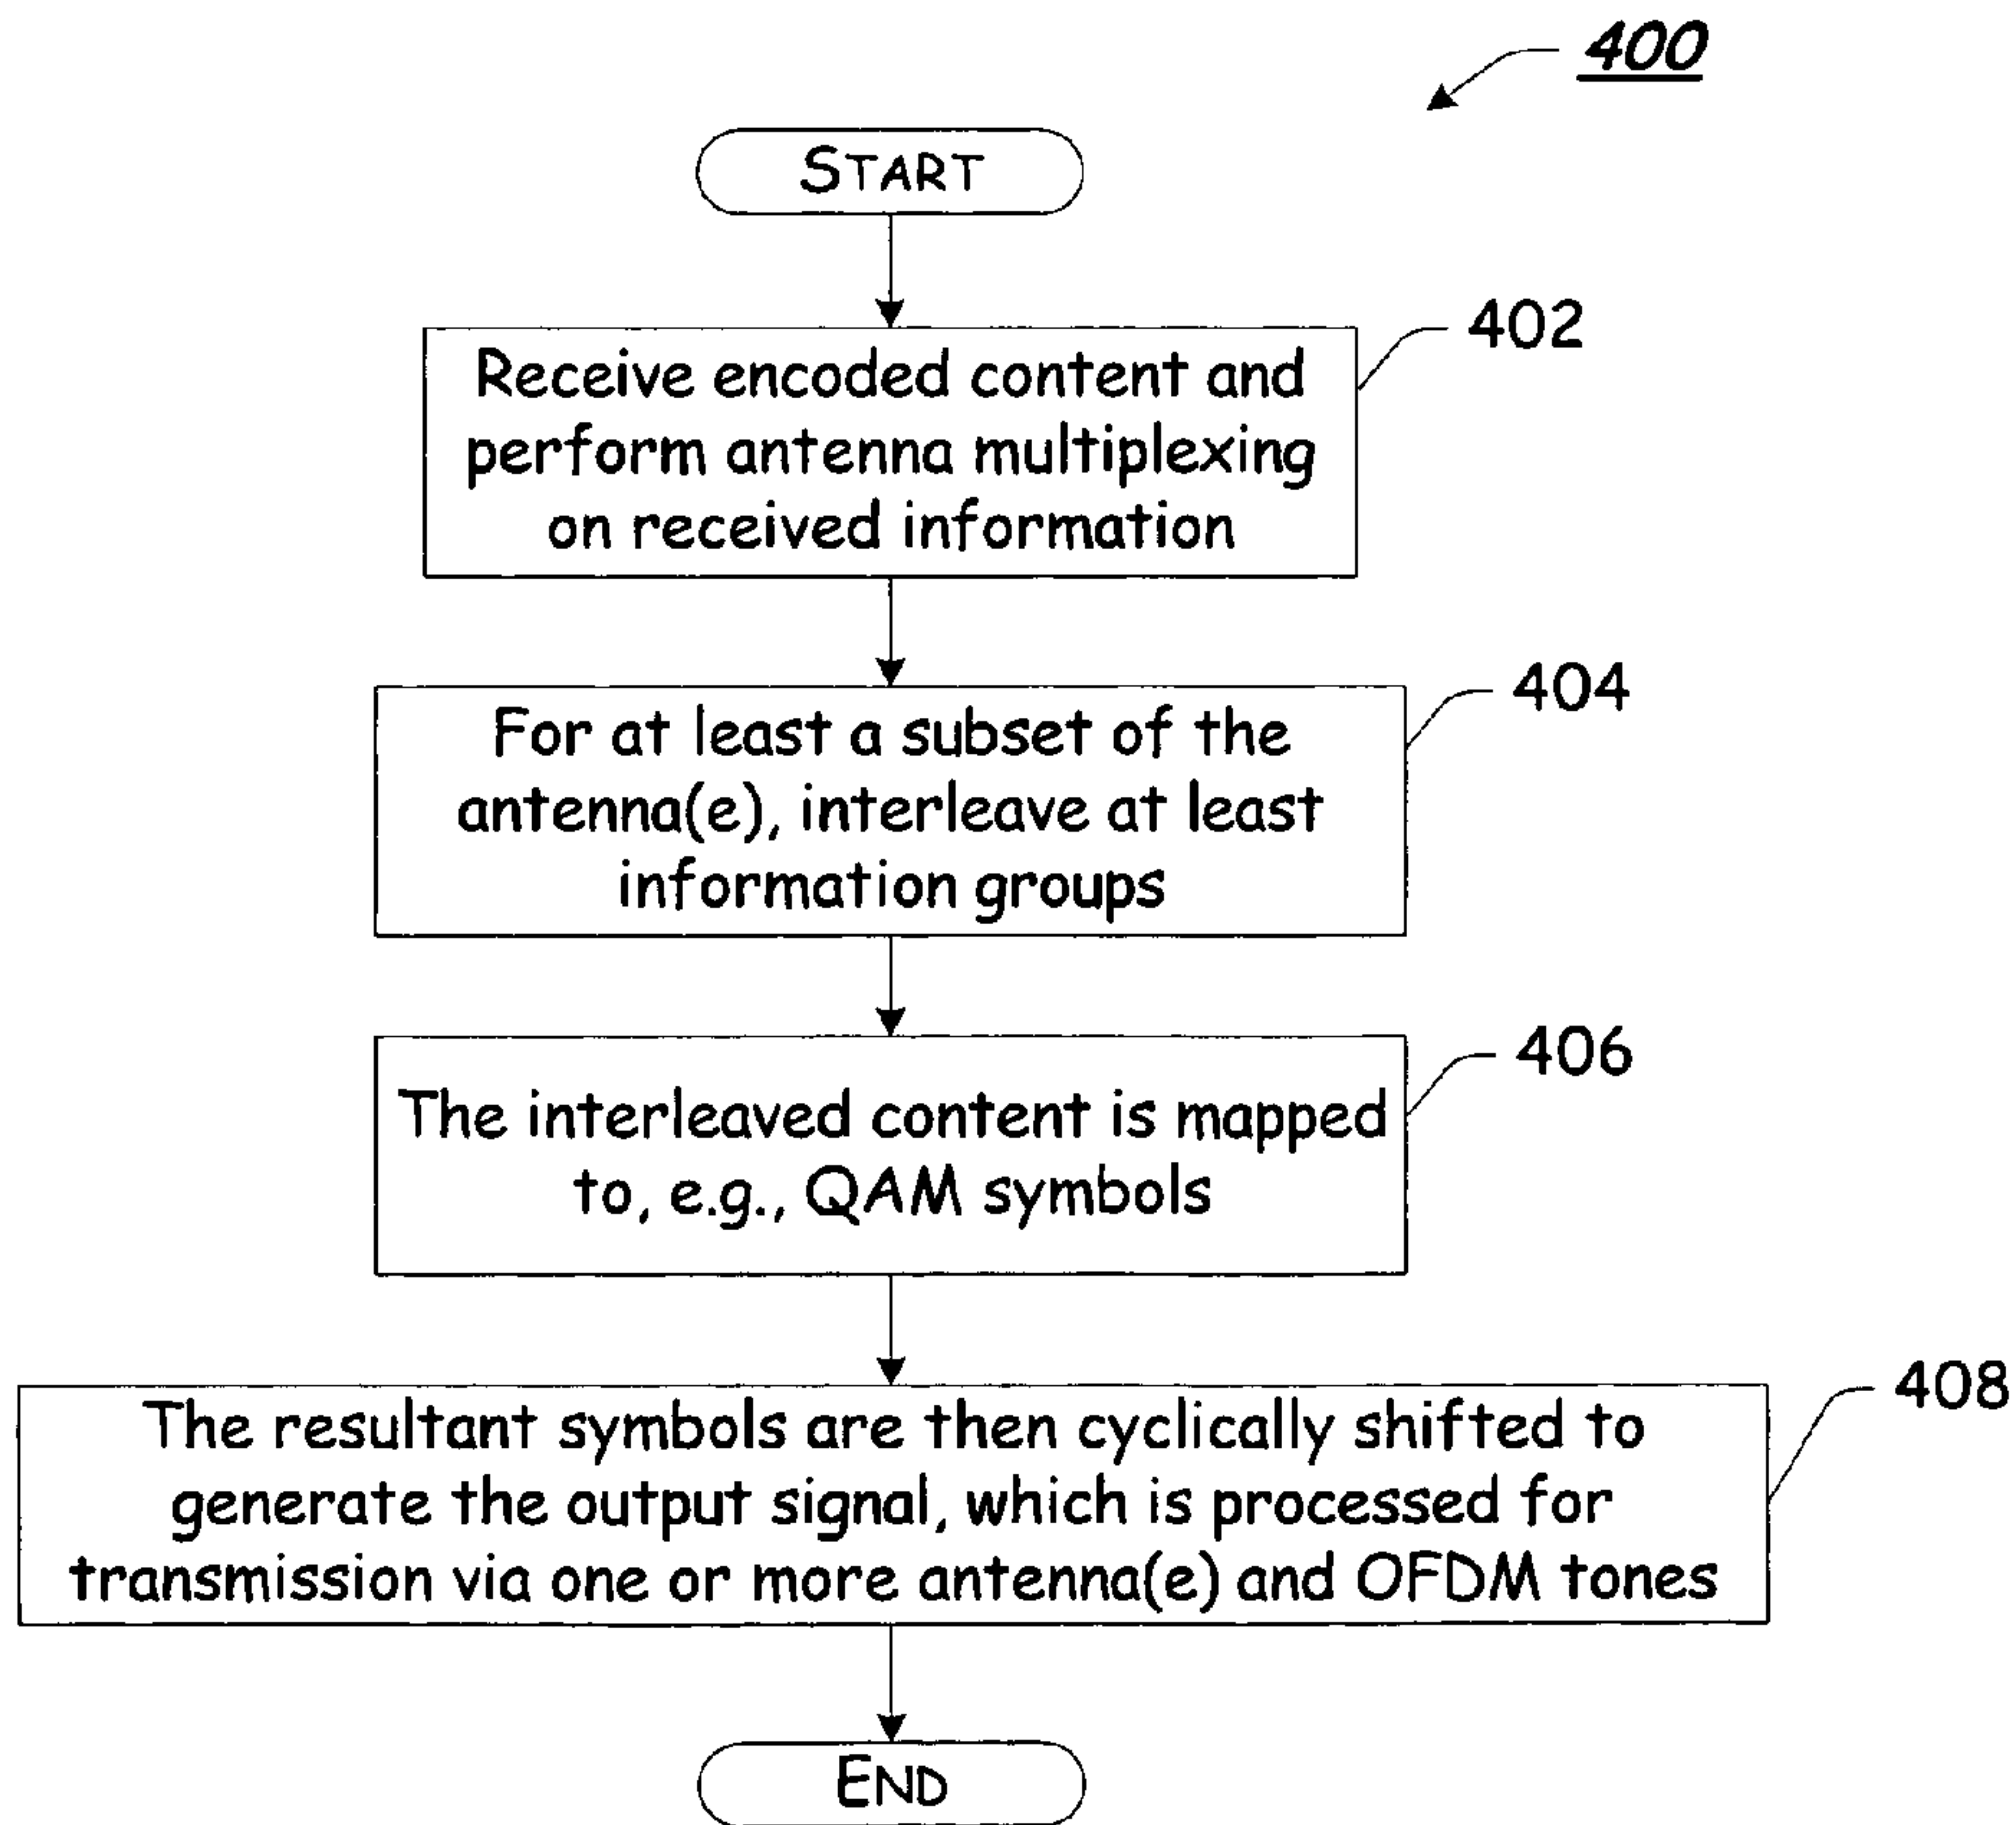 400
START
402
Receive encoded content and
perform antenna multiplexing
on received information
404
For at least a subset of the
antenna(e), interleave at least
information groups
406
The interleaved content is mapped
to, e.g., QAM symbols
408
The resultant symbols are then cyclically shifted to
generate the output signal, which is processed for
transmission via one or more antenna(e) and OFDM tones
END